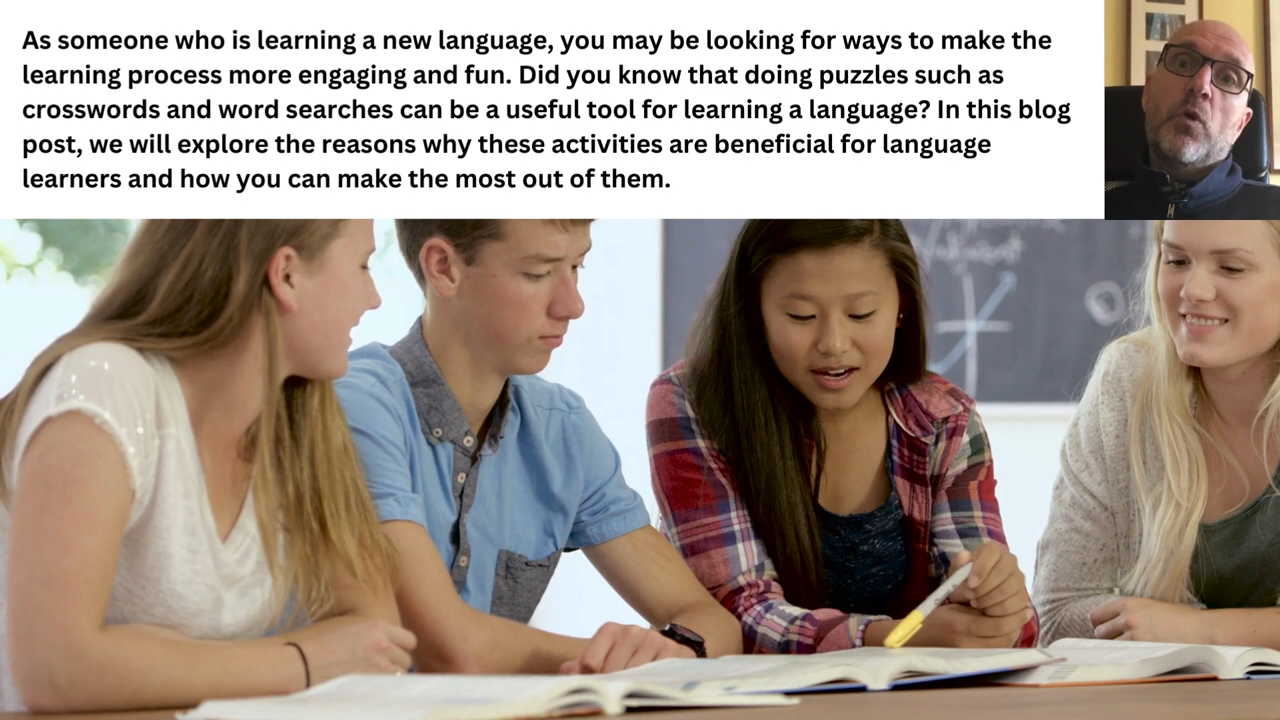 As someone who is learning a new language, you may be looking for ways to make the
learning process more engaging and fun. Did you know that doing puzzles such as
crosswords and word searches can be a useful tool for learning a language? In this blog
post, we will explore the reasons why these activities are beneficial for language
learners and how you can make the most out of them.